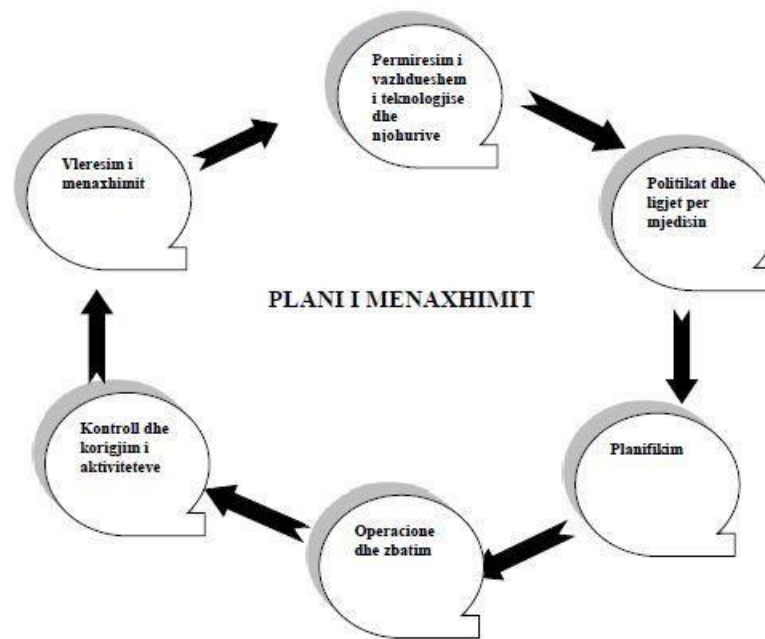 Permiresim i
vazhdueshem
i teknologjise
dhe
njohurive
Politikat dhe
ligjet per
mjedisin
Planifikim
Operacione
dhe zbatim
Kontroll dhe
korigjim i
aktiviteteve
Vleresim i
menaxhimit
PLANI I MENAXHIMIT